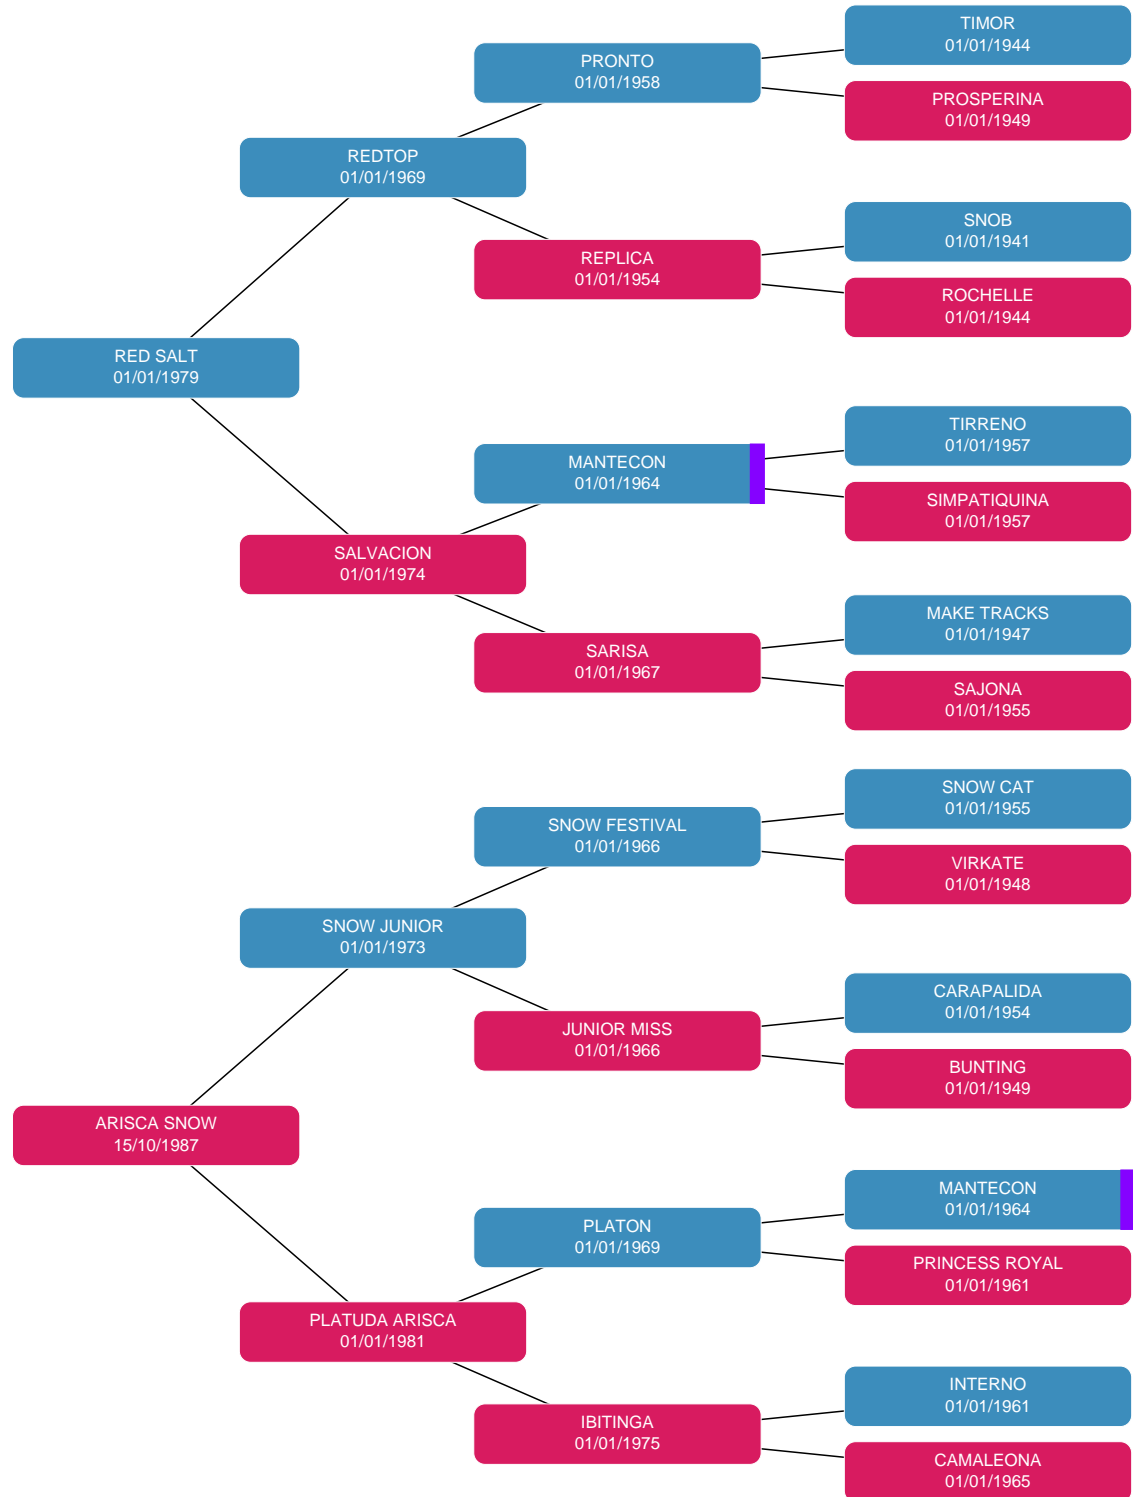 TIMOR
01/01/1944
PRONTO
01/01/1958
PROSPERINA
01/01/1949
REDTOP
01/01/1969
SNOB
01/01/1941
REPLICA
01/01/1954
ROCHELLE
01/01/1944
RED SALT
01/01/1979
TIRRENO
01/01/1957
MANTECON
01/01/1964
SIMPATIQUINA
01/01/1957
SALVACION
01/01/1974
MAKE TRACKS
01/01/1947
SARISA
01/01/1967
SAJONA
01/01/1955
SNOW CAT
01/01/1955
SNOW FESTIVAL
01/01/1966
VIRKATE
01/01/1948
SNOW JUNIOR
01/01/1973
CARAPALIDA
01/01/1954
JUNIOR MISS
01/01/1966
BUNTING
01/01/1949
ARISCA SNOW
15/10/1987
MANTECON
01/01/1964
PLATON
01/01/1969
PRINCESS ROYAL
01/01/1961
PLATUDA ARISCA
01/01/1981
INTERNO
01/01/1961
IBITINGA
01/01/1975
CAMALEONA
01/01/1965